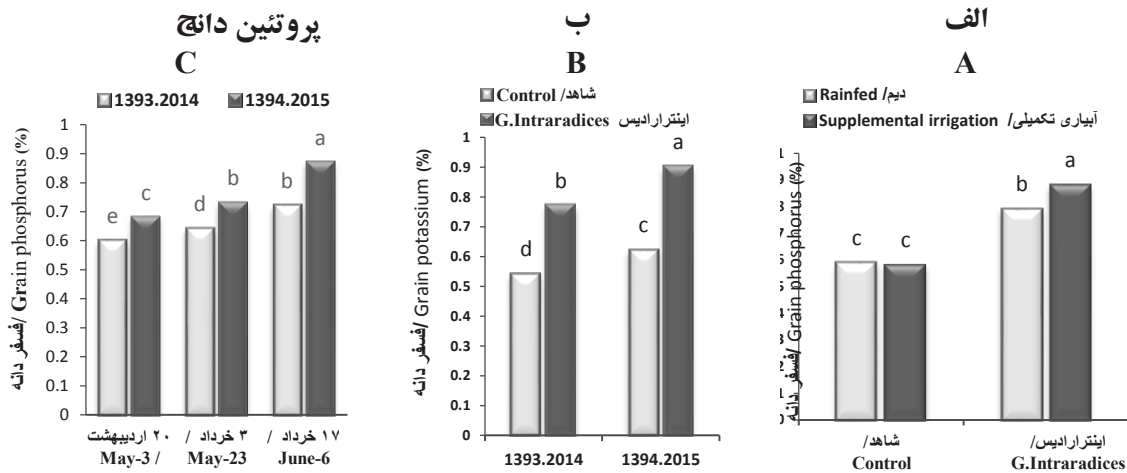 پروتئین دانهج
C
1393.2014 1394.2015
فسفر دانه/ Grain phosphorus (%)
1
0.9
0.8
0.7
0.6
0.5
0.4
0.3
0.2
0.1
0
e c d b b a
۲۰ اردیبهشت ۳ خرداد / ۱۷ خرداد /
May-3 / May-23 June-6
ب
B
Control /شاهد
G.Intraradices اینترارادیس
فسفر دانه/ Grain potassium (%)
1
0.9
0.8
0.7
0.6
0.5
0.4
0.3
0.2
0.1
0
d b c a
1393.2014 1394.2015
الف
A
Rainfed /دیم
Supplemental irrigation /آبیاری تکمیلی
فسفر دانه/ Grain phosphorus (%)
c c b a
شاهد/ اینترارادیس/
Control G.Intraradices